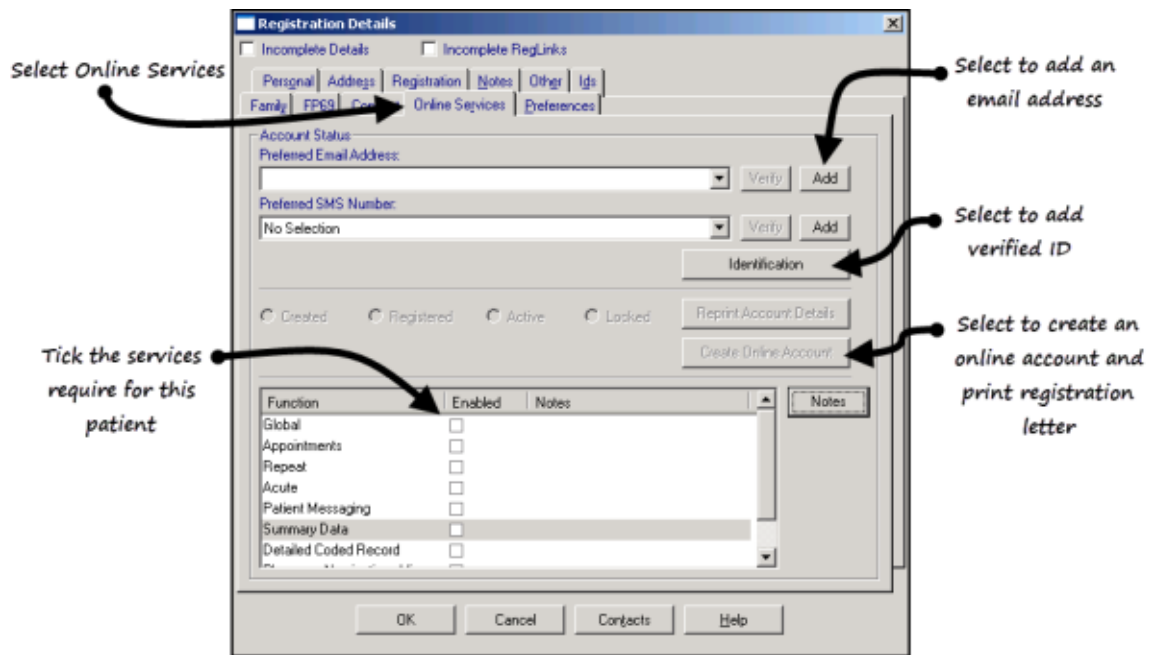 Registration Details
Incomplete Details Incomplete RegLinks
Select Online Services
Personal Address Registration Notes Other Ids
Family FP69 Online Services Preferences
Select to add an
email address
Account Status
Preferred Email Address:
Verify Add
Preferred SMS Number:
No Selection Verify Add
Select to add
verified ID
Identification
Created Registered Active Locked Reprint Account Details
Create Online Account
Select to create an
online account and
print registration
letter
Tick the services
require for this
patient
Function Enabled Notes Notes
Global
Appointments
Repeat
Acute
Patient Messaging
Summary Data
Detailed Coded Record
OK Cancel Contacts Help